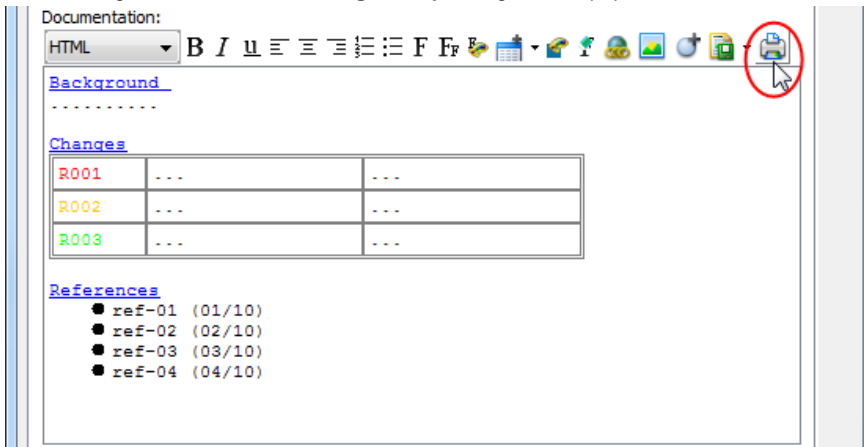 Documentation:
HTML B I u F FF
Background
..........
Changes
R001 ... ...
R002 ... ...
R003 ... ...
References
ref-01 (01/10)
ref-02 (02/10)
ref-03 (03/10)
ref-04 (04/10)